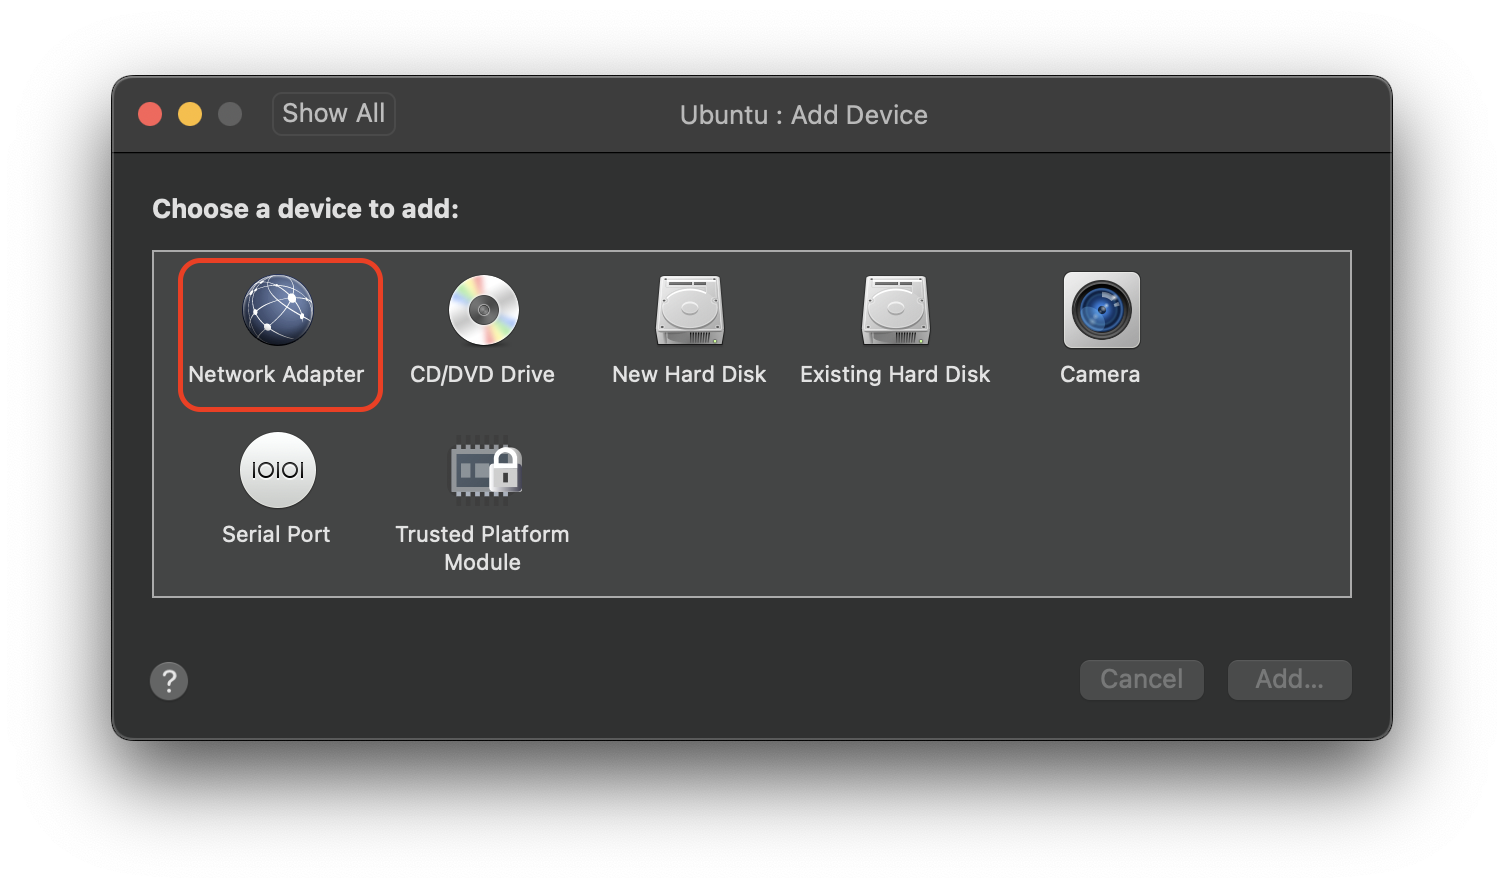 Show All
Ubuntu : Add Device
Choose a device to add:
Network Adapter
CD/DVD Drive
New Hard Disk
Existing Hard Disk
Camera
IOIOI
Serial Port
Trusted Platform
Module
?
Cancel
Add...